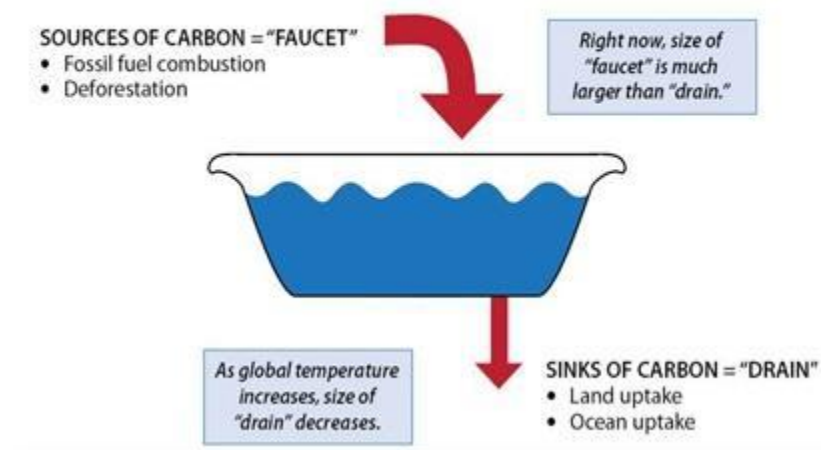 SOURCES OF CARBON = “FAUCET”
• Fossil fuel combustion
• Deforestation
Right now, size of
“faucet” is much
larger than “drain.”
As global temperature
increases, size of
“drain” decreases.
SINKS OF CARBON = “DRAIN”
• Land uptake
• Ocean uptake